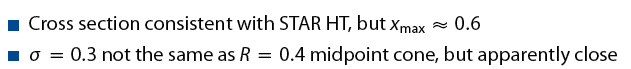 ■ Cross section consistent with STAR HT, but xmax ≈ 0.6
■ σ = 0.3 not the same as R = 0.4 midpoint cone, but apparently close